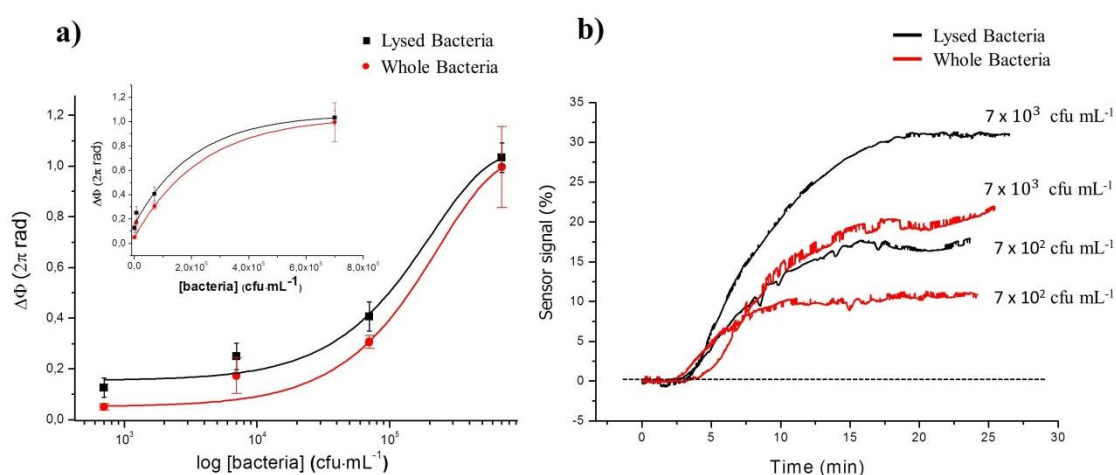 a)
Lysed Bacteria
Whole Bacteria
1,2
1,0
0,8
0,6
0,4
0,2
0,0
ΔΦ (2π rad)
10³
10⁴
10⁵
log [bacteria] (cfu·mL⁻¹)
1,2
1,0
0,8
0,6
0,4
0,2
0,0
ΔΦ (2π rad)
0,0
2,0x10⁵
4,0x10⁵
6,0x10⁵
8,0x10⁵
[bacteria] (cfu·mL⁻¹)
b)
Lysed Bacteria
Whole Bacteria
35
30
25
20
15
10
5
0
-5
Sensor signal (%)
7 x 10³ cfu mL⁻¹
7 x 10³ cfu mL⁻¹
7 x 10² cfu mL⁻¹
7 x 10² cfu mL⁻¹
0
5
10
15
20
25
30
Time (min)